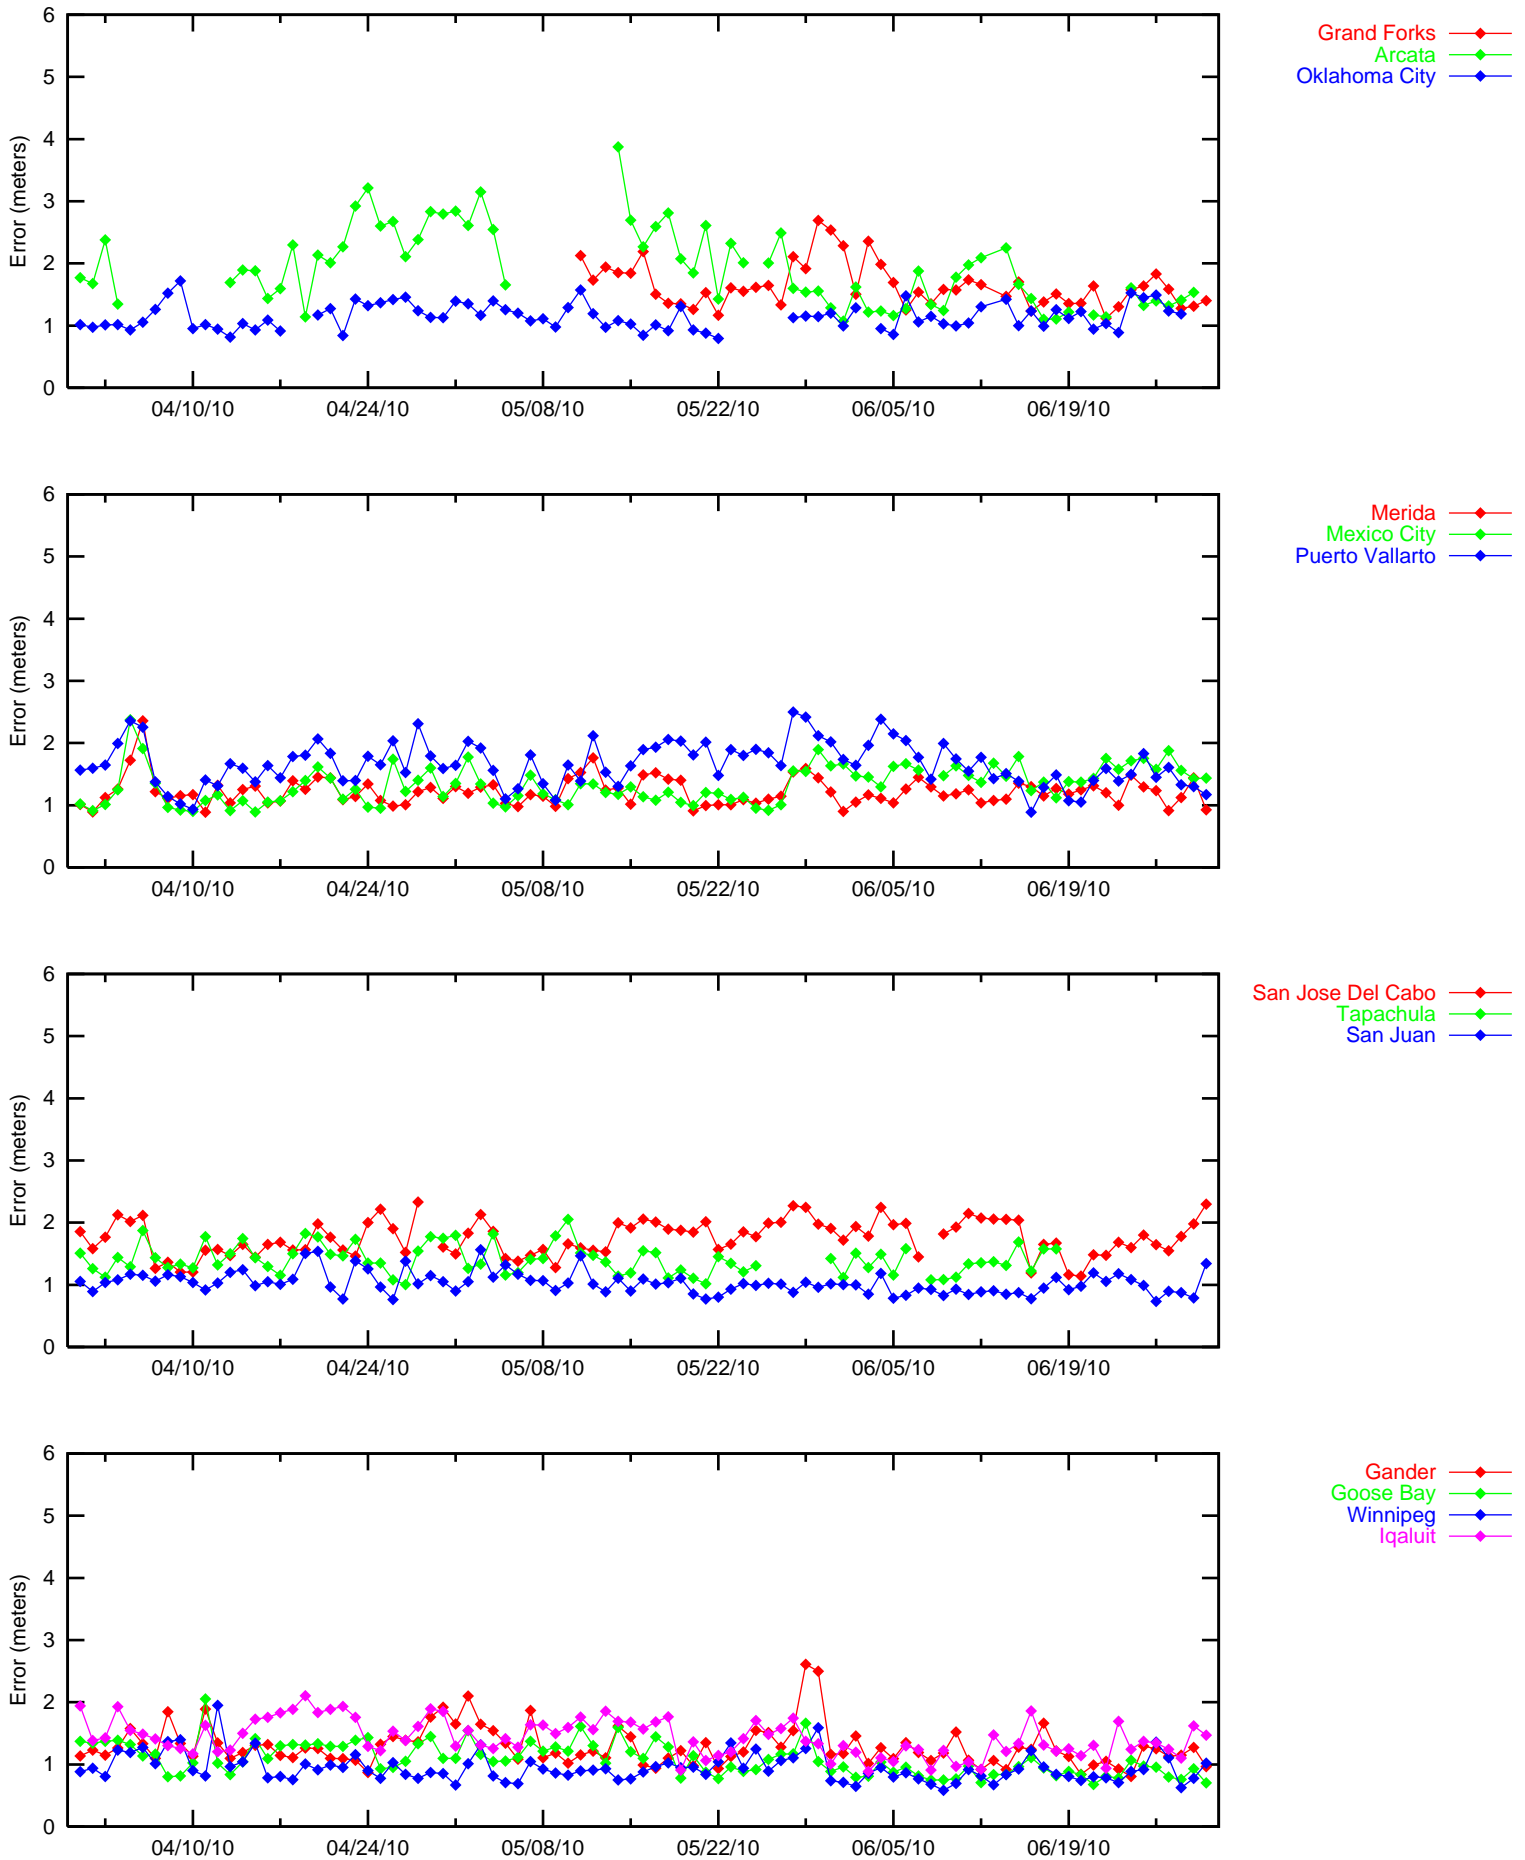 6
5
4
3
2
1
0
Error (meters)
04/10/10 04/24/10 05/08/10 05/22/10 06/05/10 06/19/10
Grand Forks
Arcata
Oklahoma City
6
5
4
3
2
1
0
Error (meters)
04/10/10 04/24/10 05/08/10 05/22/10 06/05/10 06/19/10
Merida
Mexico City
Puerto Vallarto
6
5
4
3
2
1
0
Error (meters)
04/10/10 04/24/10 05/08/10 05/22/10 06/05/10 06/19/10
San Jose Del Cabo
Tapachula
San Juan
6
5
4
3
2
1
0
Error (meters)
04/10/10 04/24/10 05/08/10 05/22/10 06/05/10 06/19/10
Gander
Goose Bay
Winnipeg
Iqaluit